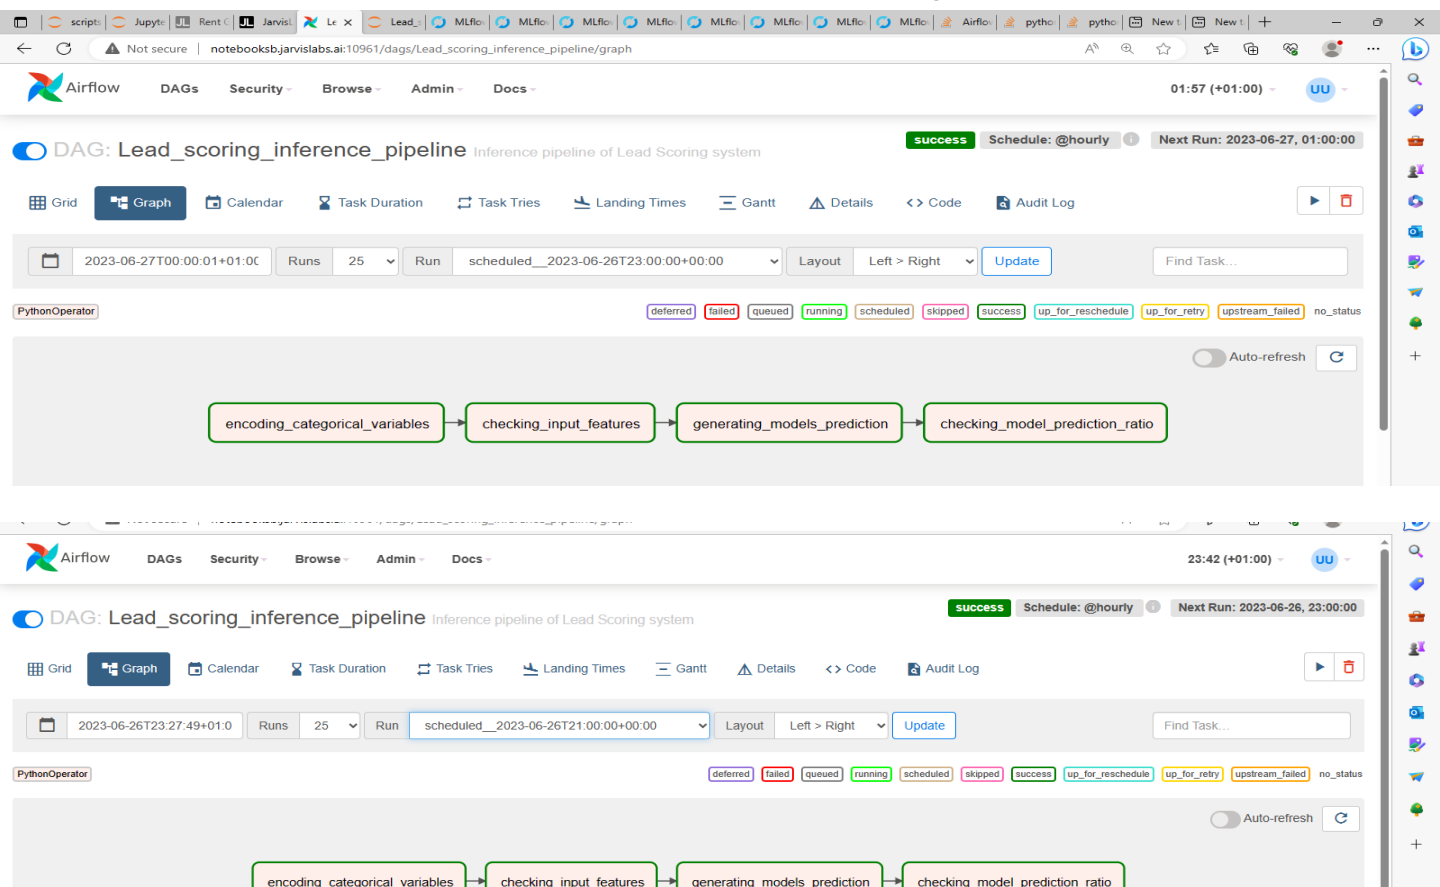 scripts Jupyte Rent G JarvisL Le Lead_s MLflo MLflo MLflo MLflo MLflo MLflo MLflo MLflo Airflov pytho pytho New t New t
Not secure | notebooksb.jarvislabs.ai:10961/dags/Lead_scoring_inference_pipeline/graph
Airflow DAGs Security Browse Admin Docs 01:57 (+01:00) UU
DAG: Lead_scoring_inference_pipeline Inference pipeline of Lead Scoring system success Schedule: @hourly Next Run: 2023-06-27, 01:00:00
Grid Graph Calendar Task Duration Task Tries Landing Times Gantt Details <> Code Audit Log
2023-06-27T00:00:01+01:00 Runs 25 Run scheduled__2023-06-26T23:00:00+00:00 Layout Left > Right Update Find Task...
PythonOperator deferred failed queued running scheduled skipped success up_for_reschedule up_for_retry upstream_failed no_status
Auto-refresh
encoding_categorical_variables checking_input_features generating_models_prediction checking_model_prediction_ratio
Airflow DAGs Security Browse Admin Docs 23:42 (+01:00) UU
DAG: Lead_scoring_inference_pipeline Inference pipeline of Lead Scoring system success Schedule: @hourly Next Run: 2023-06-26, 23:00:00
Grid Graph Calendar Task Duration Task Tries Landing Times Gantt Details <> Code Audit Log
2023-06-26T23:27:49+01:0 Runs 25 Run scheduled__2023-06-26T21:00:00+00:00 Layout Left > Right Update Find Task...
PythonOperator deferred failed queued running scheduled skipped success up_for_reschedule up_for_retry upstream_failed no_status
Auto-refresh
encoding_categorical_variables checking_input_features generating_models_prediction checking_model_prediction_ratio